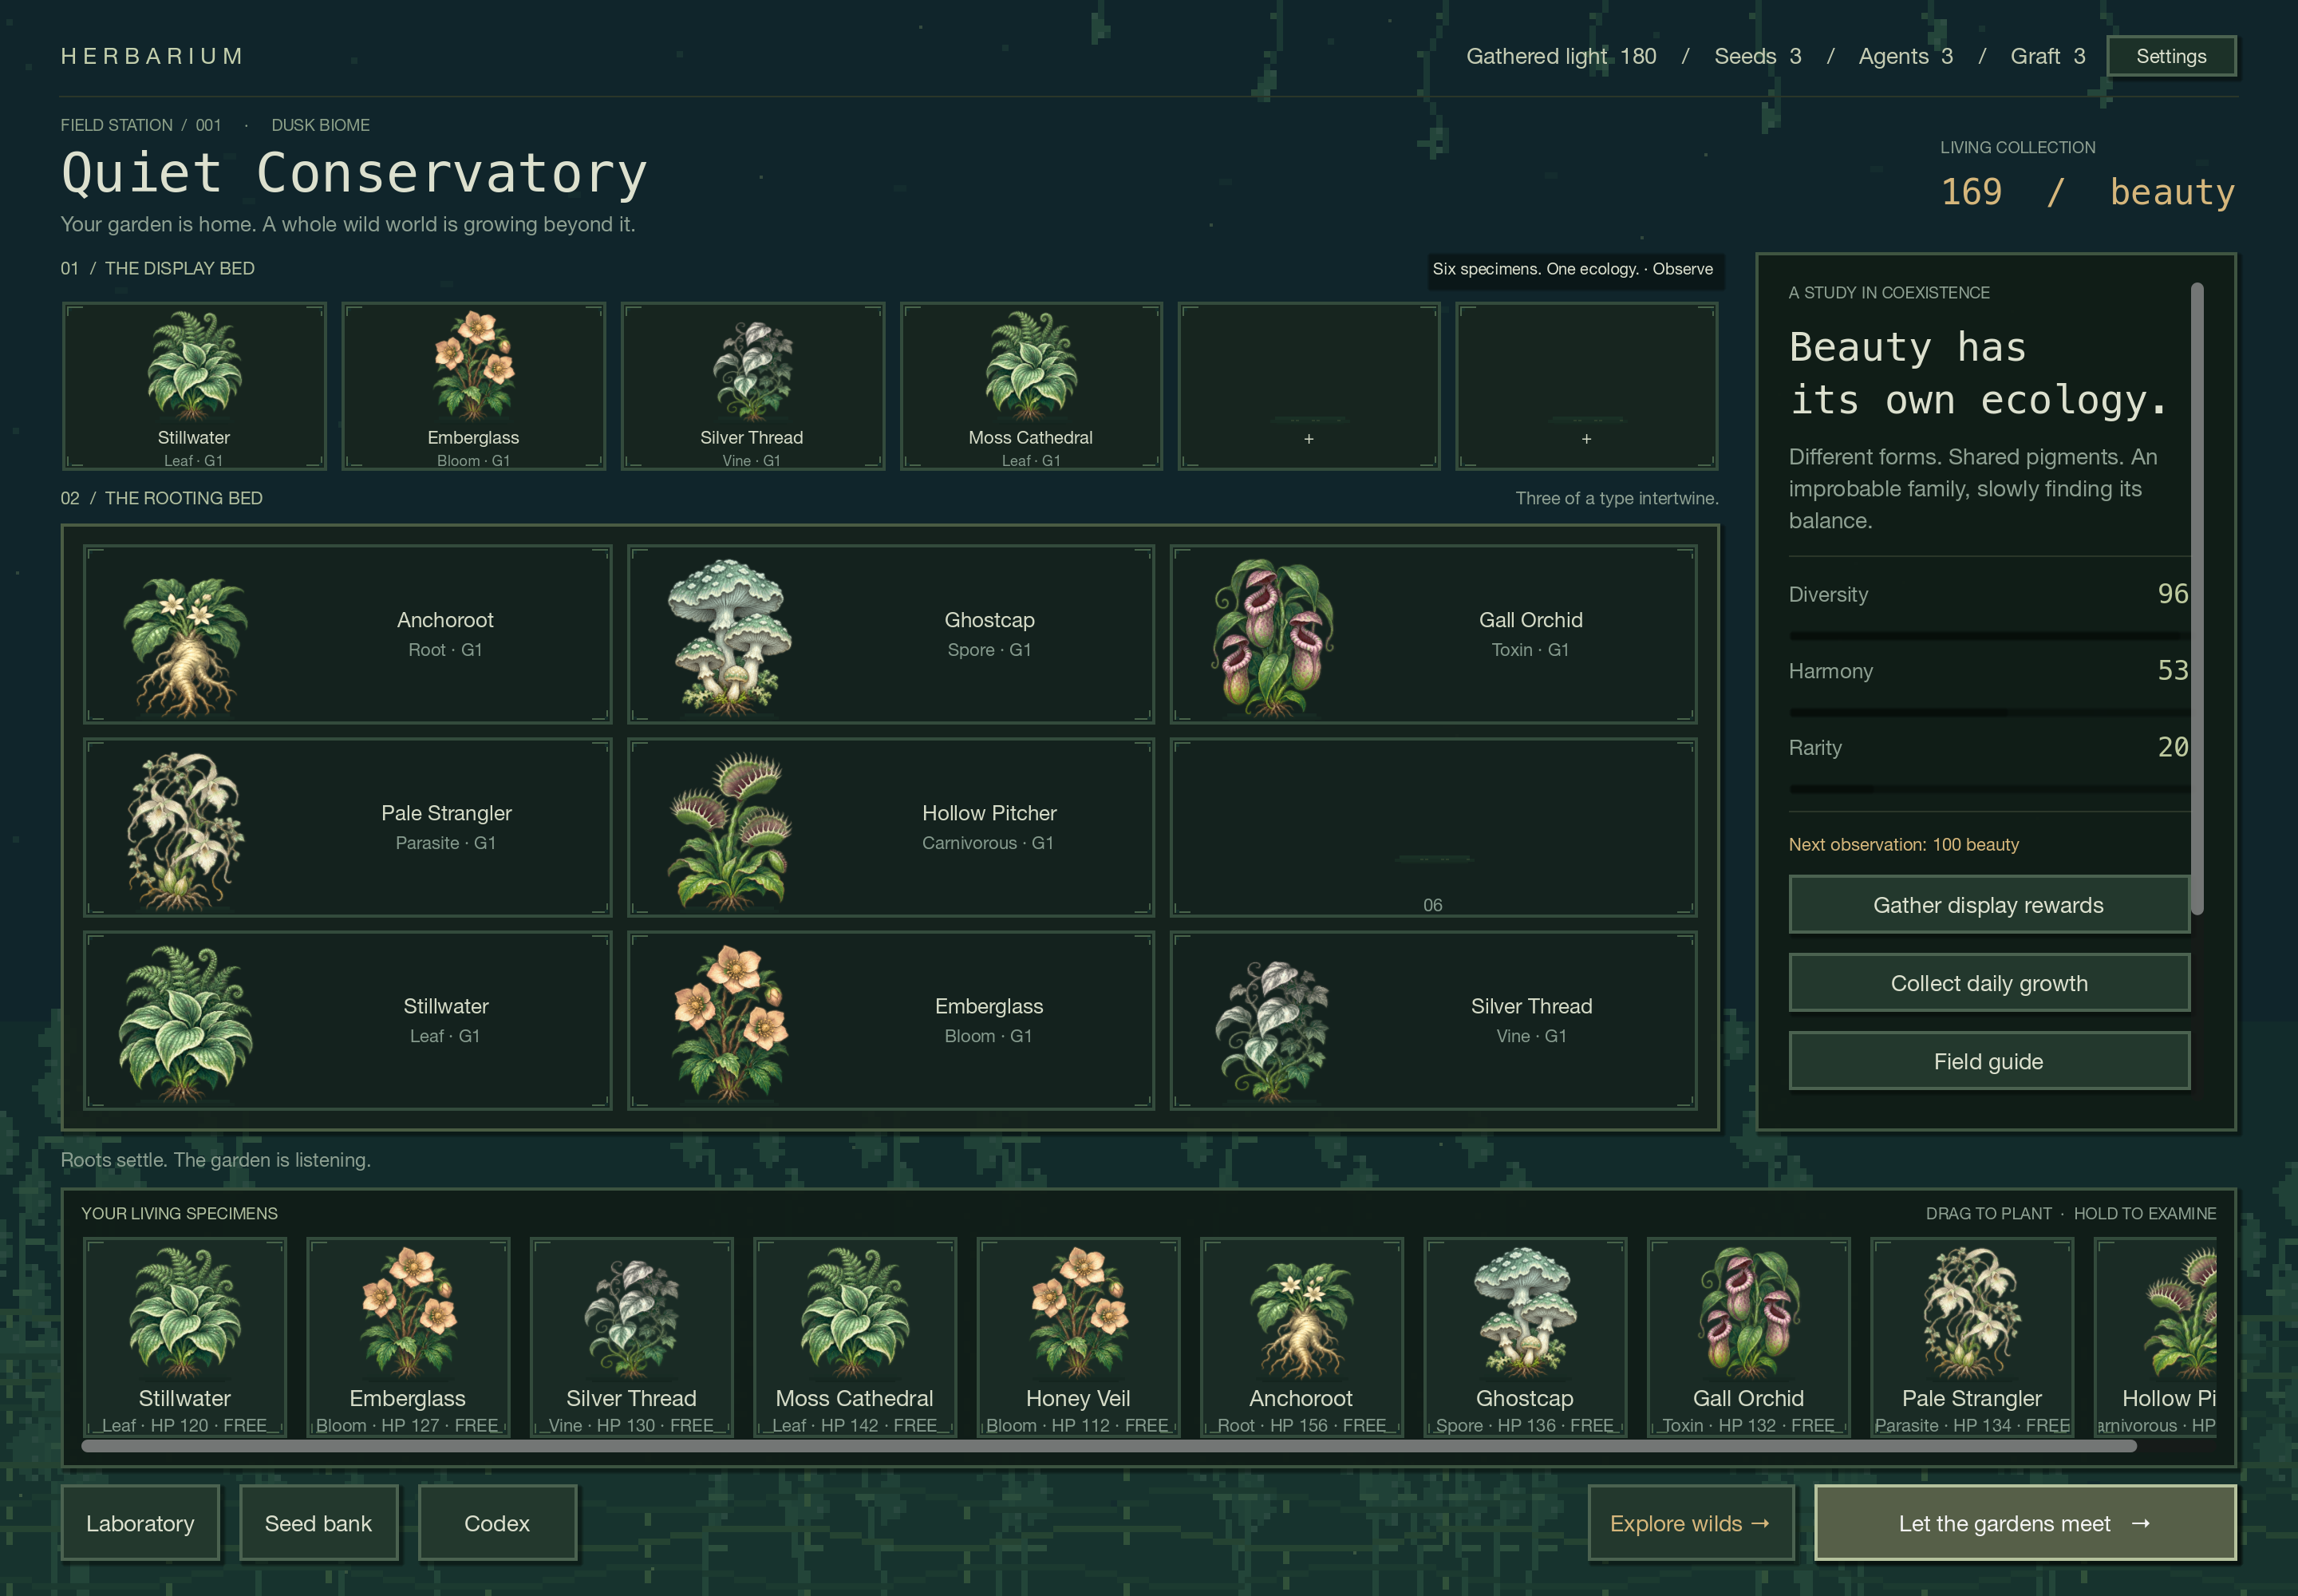 HERBARIUM
Gathered light 180 / Seeds 3 / Agents 3 / Graft 3
Settings
FIELD STATION / 001 · DUSK BIOME
Quiet Conservatory
Your garden is home. A whole wild world is growing beyond it.
LIVING COLLECTION
169 / beauty
01 / THE DISPLAY BED
Six specimens. One ecology. · Observe
Stillwater
Leaf · G1
Emberglass
Bloom · G1
Silver Thread
Vine · G1
Moss Cathedral
Leaf · G1
+
+
02 / THE ROOTING BED
Three of a type intertwine.
Anchoroot
Root · G1
Ghostcap
Spore · G1
Gall Orchid
Toxin · G1
Pale Strangler
Parasite · G1
Hollow Pitcher
Carnivorous · G1
06
Stillwater
Leaf · G1
Emberglass
Bloom · G1
Silver Thread
Vine · G1
A STUDY IN COEXISTENCE
Beauty has
its own ecology.
Different forms. Shared pigments. An
improbable family, slowly finding its
balance.
Diversity 96
Harmony 53
Rarity 20
Next observation: 100 beauty
Gather display rewards
Collect daily growth
Field guide
Roots settle. The garden is listening.
YOUR LIVING SPECIMENS
DRAG TO PLANT · HOLD TO EXAMINE
Stillwater
Leaf · HP 120 · FREE
Emberglass
Bloom · HP 127 · FREE
Silver Thread
Vine · HP 130 · FREE
Moss Cathedral
Leaf · HP 142 · FREE
Honey Veil
Bloom · HP 112 · FREE
Anchoroot
Root · HP 156 · FREE
Ghostcap
Spore · HP 136 · FREE
Gall Orchid
Toxin · HP 132 · FREE
Pale Strangler
Parasite · HP 134 · FREE
Hollow Pi
arnivorous · HP
Laboratory
Seed bank
Codex
Explore wilds →
Let the gardens meet →